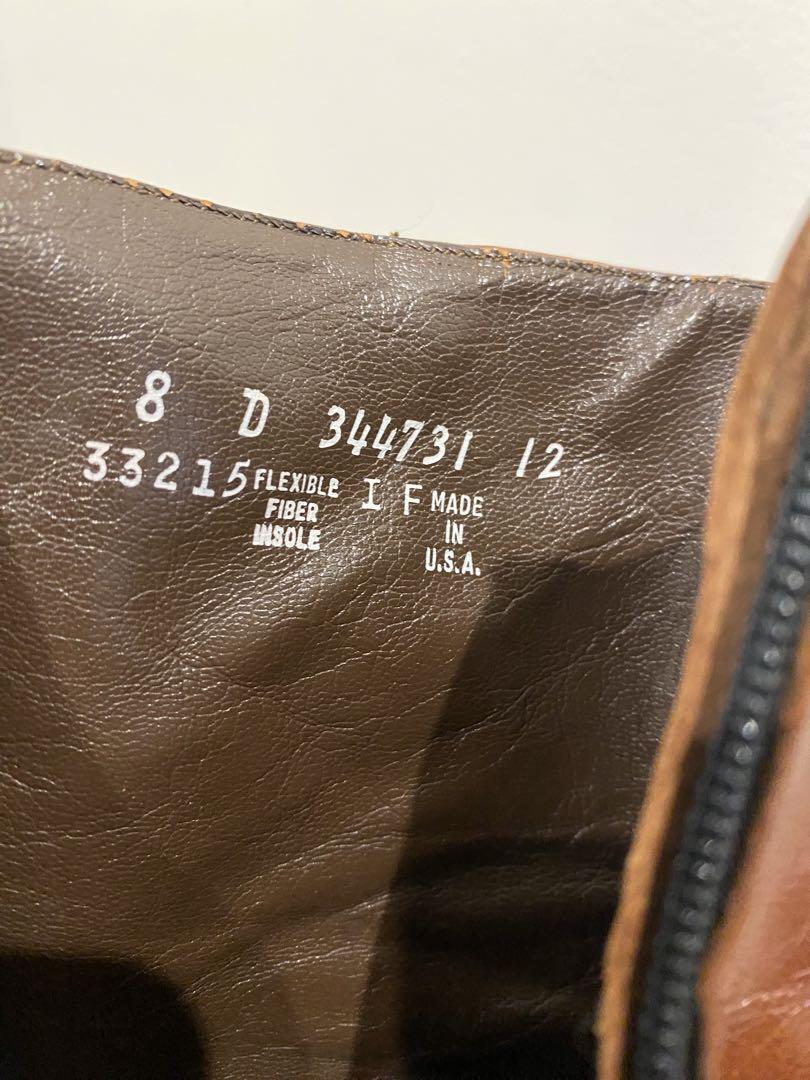 8 D 344731 12
33215 FLEXIBLE FIBER INSOLE I F MADE IN U.S.A.